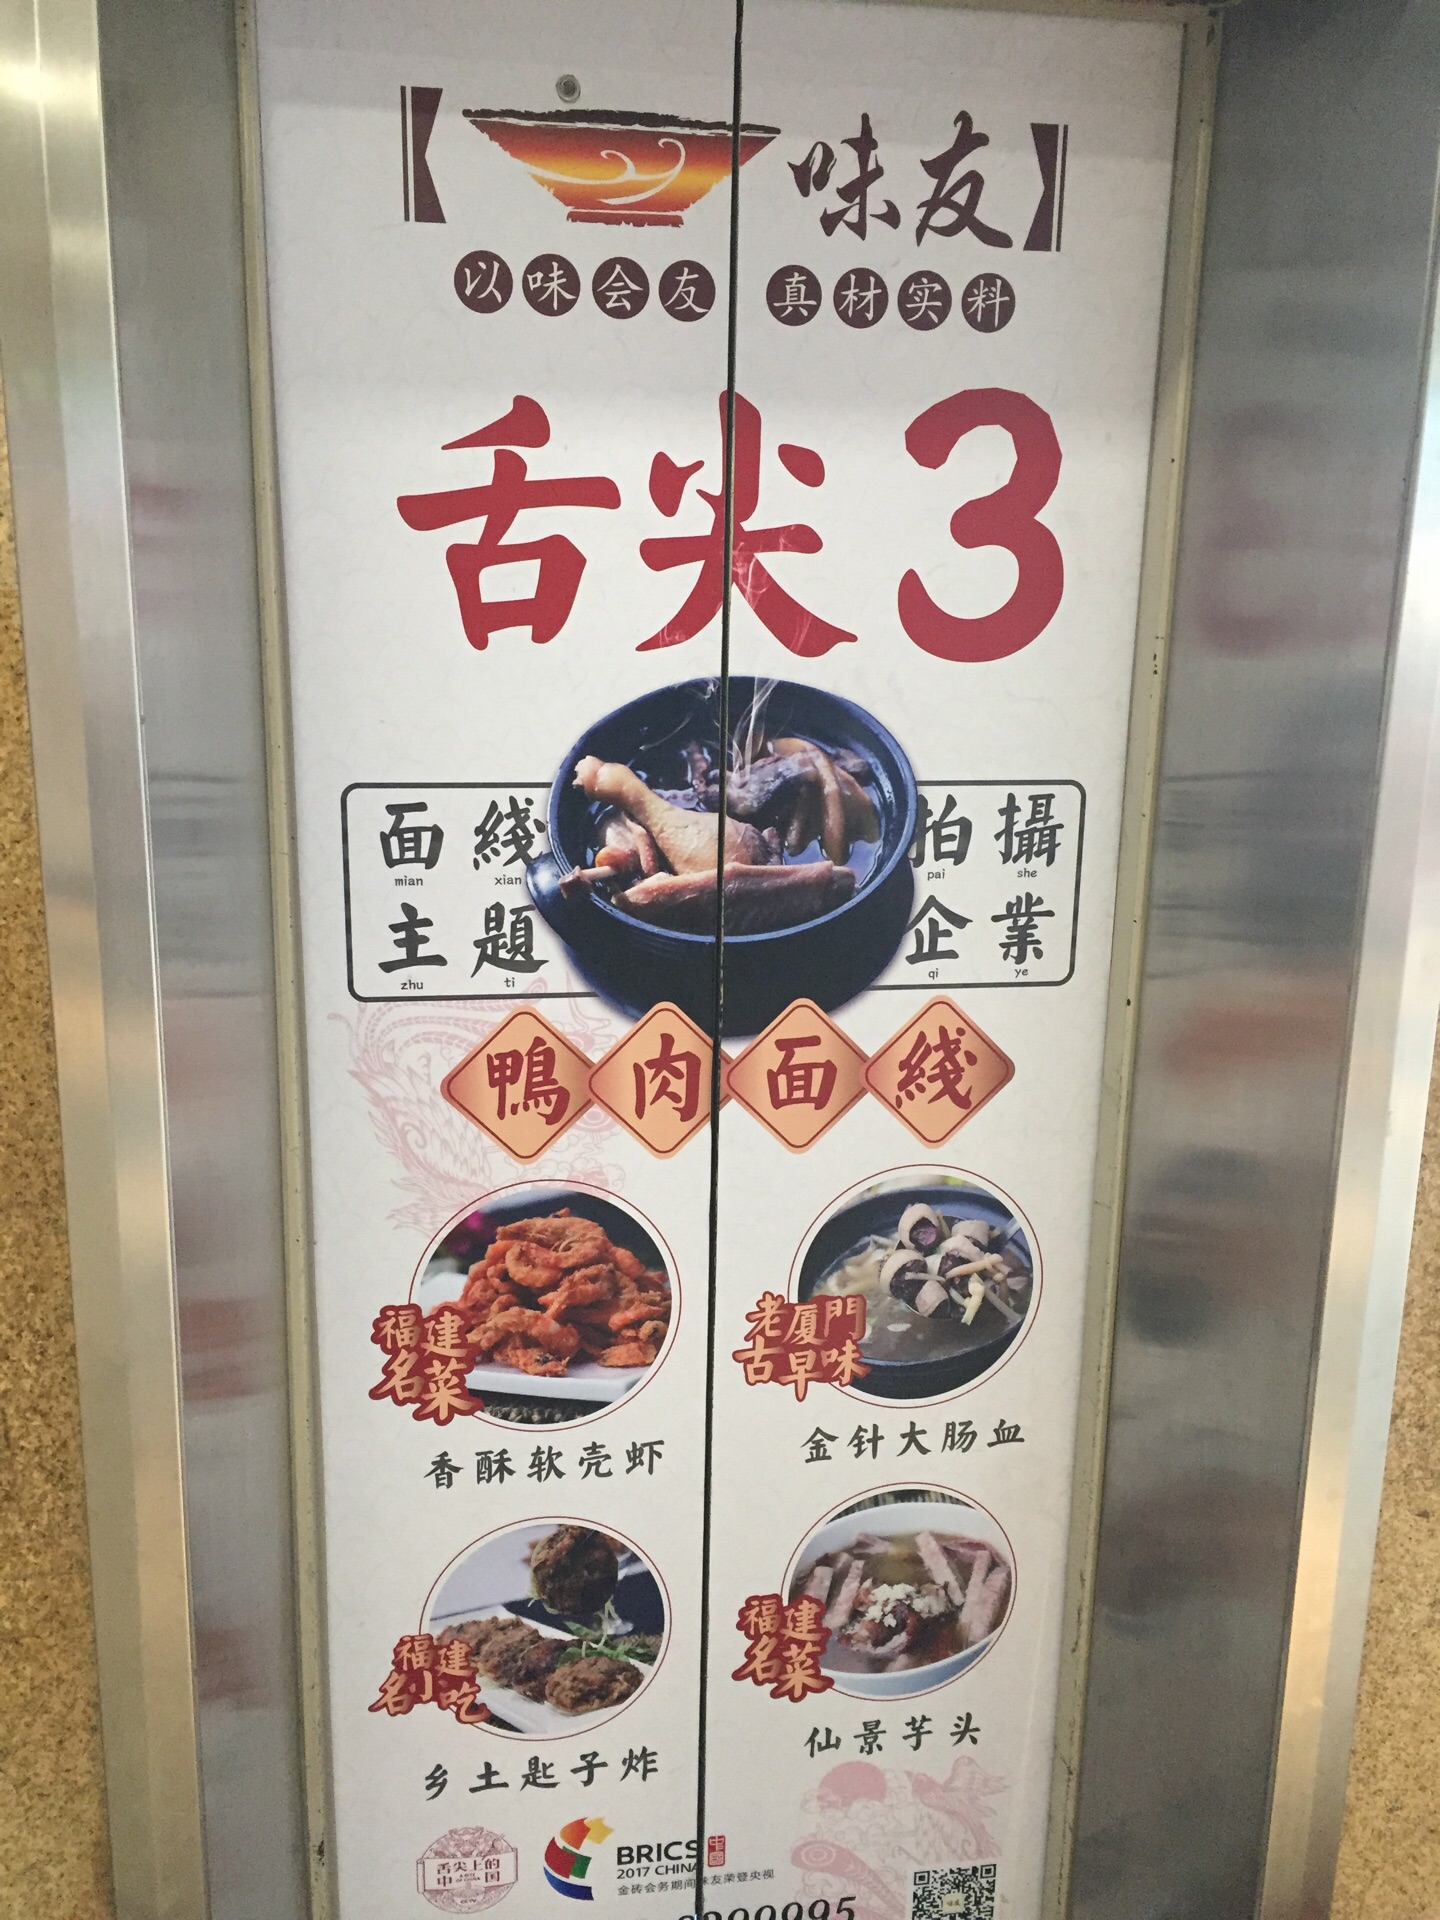 【味友】
以味会友 真材实料
舌尖3
面綫 拍攝
mian xian pai she
主題 企業
zhu ti qi ye
鴨肉面綫
福建
名菜
香酥软壳虾
老厦門
古早味
金针大肠血
福建
名小吃
乡土匙子炸
福建
名菜
仙景芋头
舌尖上的
中国
BRICS 中國
2017 CHINA
金砖会务期间味友荣登央视